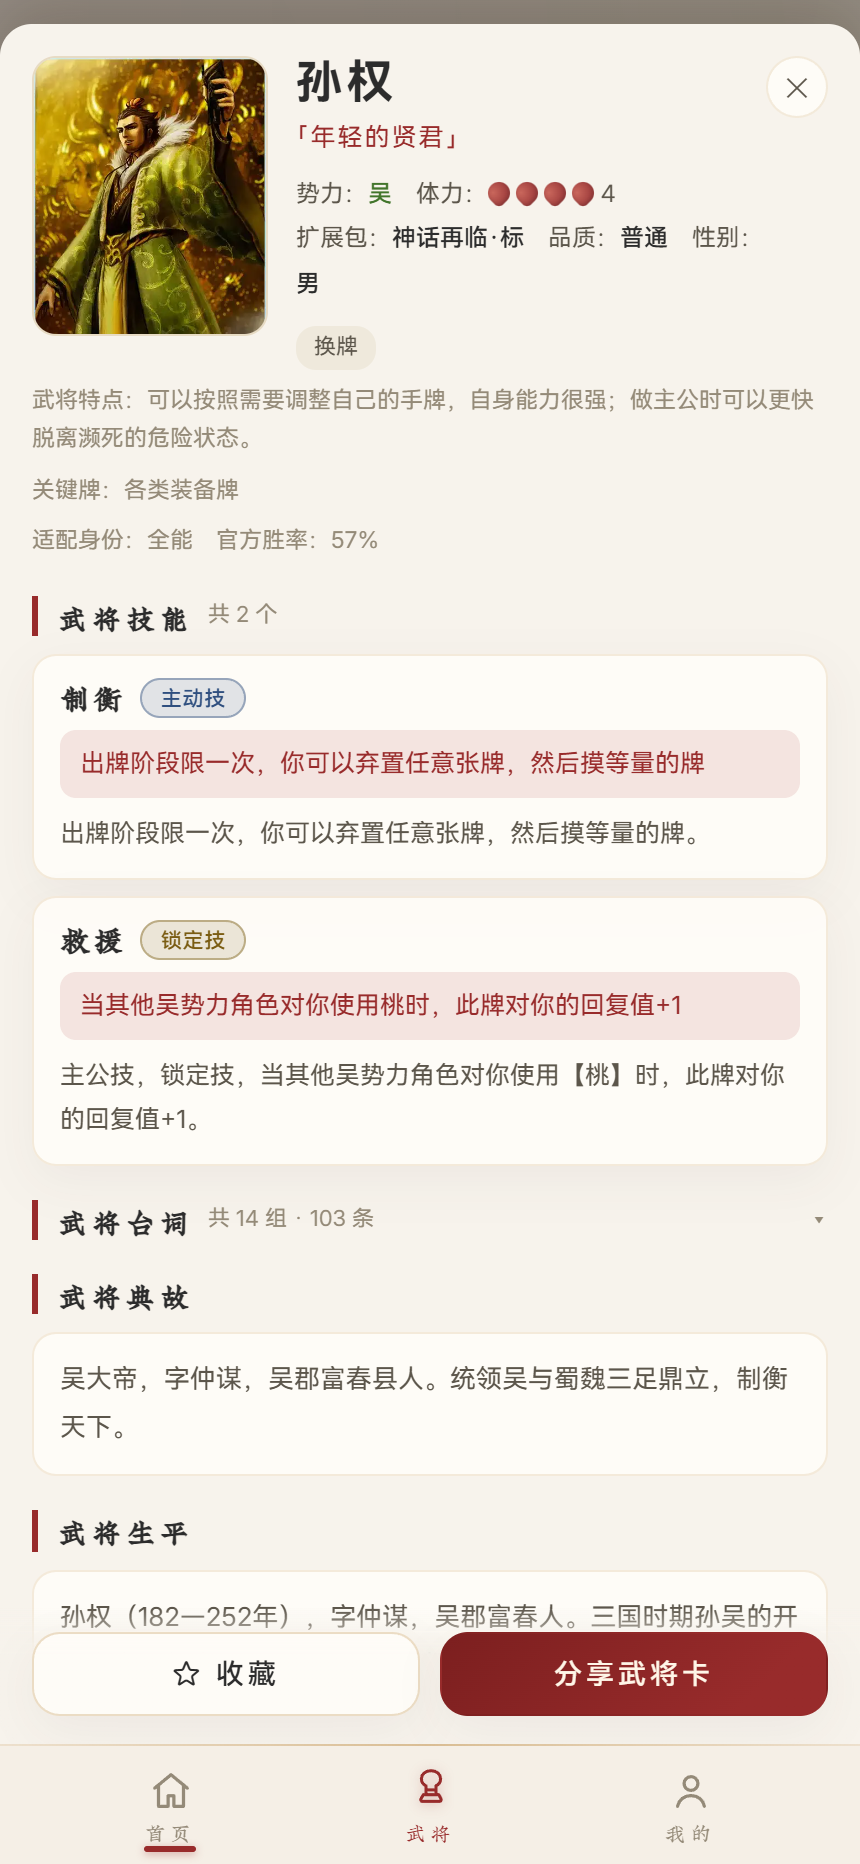 孙权
「年轻的贤君」
势力：吴 体力：4
扩展包：神话再临·标 品质：普通 性别：
男
换牌
武将特点：可以按照需要调整自己的手牌，自身能力很强；做主公时可以更快
脱离濒死的危险状态。
关键牌：各类装备牌
适配身份：全能 官方胜率：57%
武将技能 共 2 个
制衡 主动技
出牌阶段限一次，你可以弃置任意张牌，然后摸等量的牌
出牌阶段限一次，你可以弃置任意张牌，然后摸等量的牌。
救援 锁定技
当其他吴势力角色对你使用桃时，此牌对你的回复值+1
主公技，锁定技，当其他吴势力角色对你使用【桃】时，此牌对你
的回复值+1。
武将台词 共 14 组 · 103 条
武将典故
吴大帝，字仲谋，吴郡富春县人。统领吴与蜀魏三足鼎立，制衡
天下。
武将生平
孙权（182—252年），字仲谋，吴郡富春人。三国时期孙吴的开
收藏
分享武将卡
首页
武将
我的